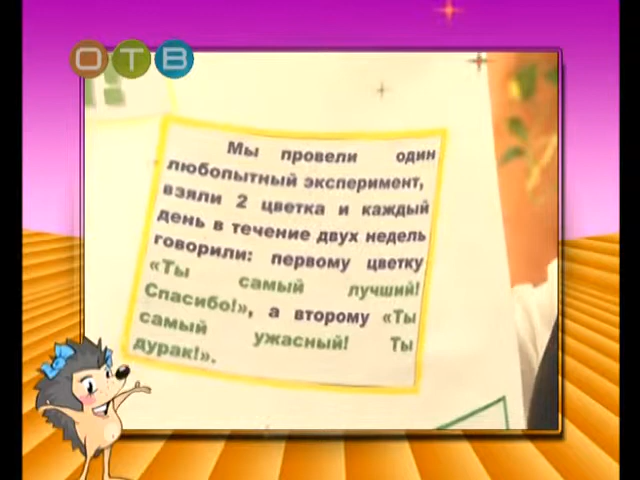 ОТВ
Мы провели один
любопытный эксперимент,
взяли 2 цветка и каждый
день в течение двух недель
говорили: первому цветку
«Ты самый лучший!
Спасибо!», а второму «Ты
самый ужасный! Ты
дурак!».